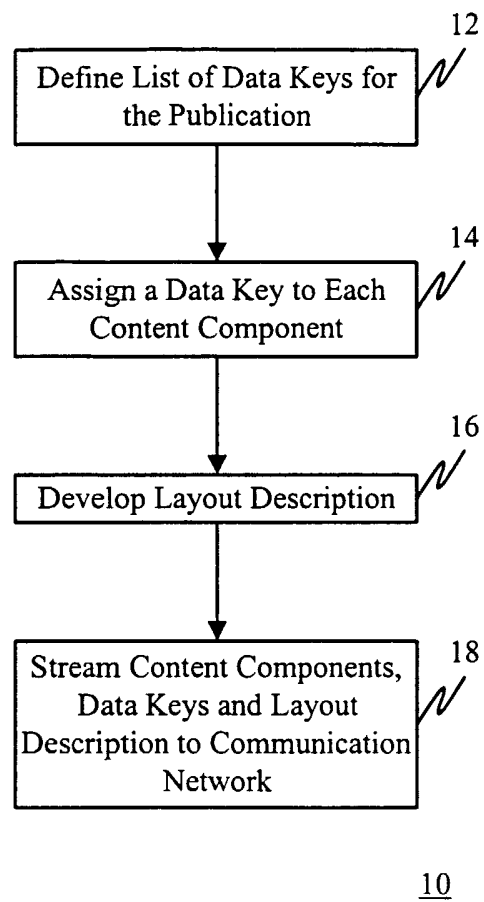 12
Define List of Data Keys for
the Publication
14
Assign a Data Key to Each
Content Component
16
Develop Layout Description
18
Stream Content Components,
Data Keys and Layout
Description to Communication
Network
10